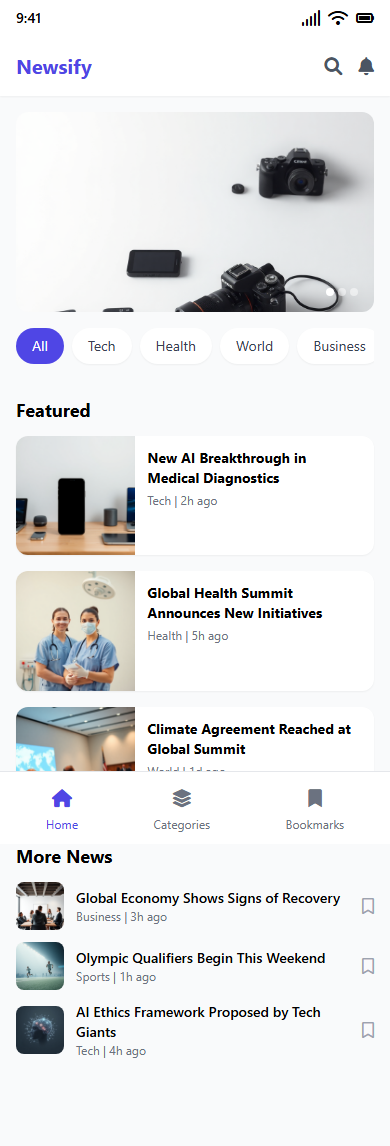 9:41
Newsify
All Tech Health World Business
Featured
New AI Breakthrough in
Medical Diagnostics
Tech | 2h ago
Global Health Summit
Announces New Initiatives
Health | 5h ago
Climate Agreement Reached at
Global Summit
World | 1d ago
Home Categories Bookmarks
More News
Global Economy Shows Signs of Recovery
Business | 3h ago
Olympic Qualifiers Begin This Weekend
Sports | 1h ago
AI Ethics Framework Proposed by Tech
Giants
Tech | 4h ago